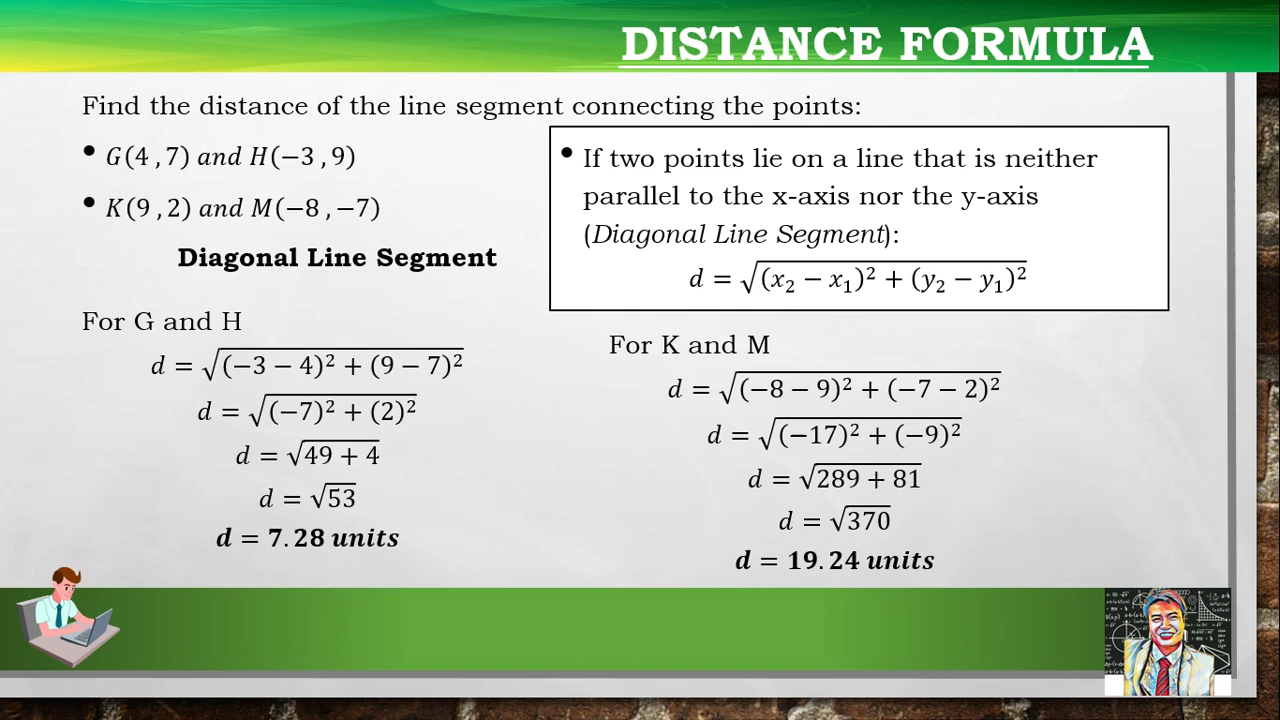 DISTANCE FORMULA
Find the distance of the line segment connecting the points:
• G(4 , 7) and H(−3 , 9)
• K(9 , 2) and M(−8 , −7)
Diagonal Line Segment
• If two points lie on a line that is neither
parallel to the x-axis nor the y-axis
(Diagonal Line Segment):
d = √(x₂ − x₁)² + (y₂ − y₁)²
For G and H
d = √(−3 − 4)² + (9 − 7)²
d = √(−7)² + (2)²
d = √49 + 4
d = √53
d = 7.28 units
For K and M
d = √(−8 − 9)² + (−7 − 2)²
d = √(−17)² + (−9)²
d = √289 + 81
d = √370
d = 19.24 units